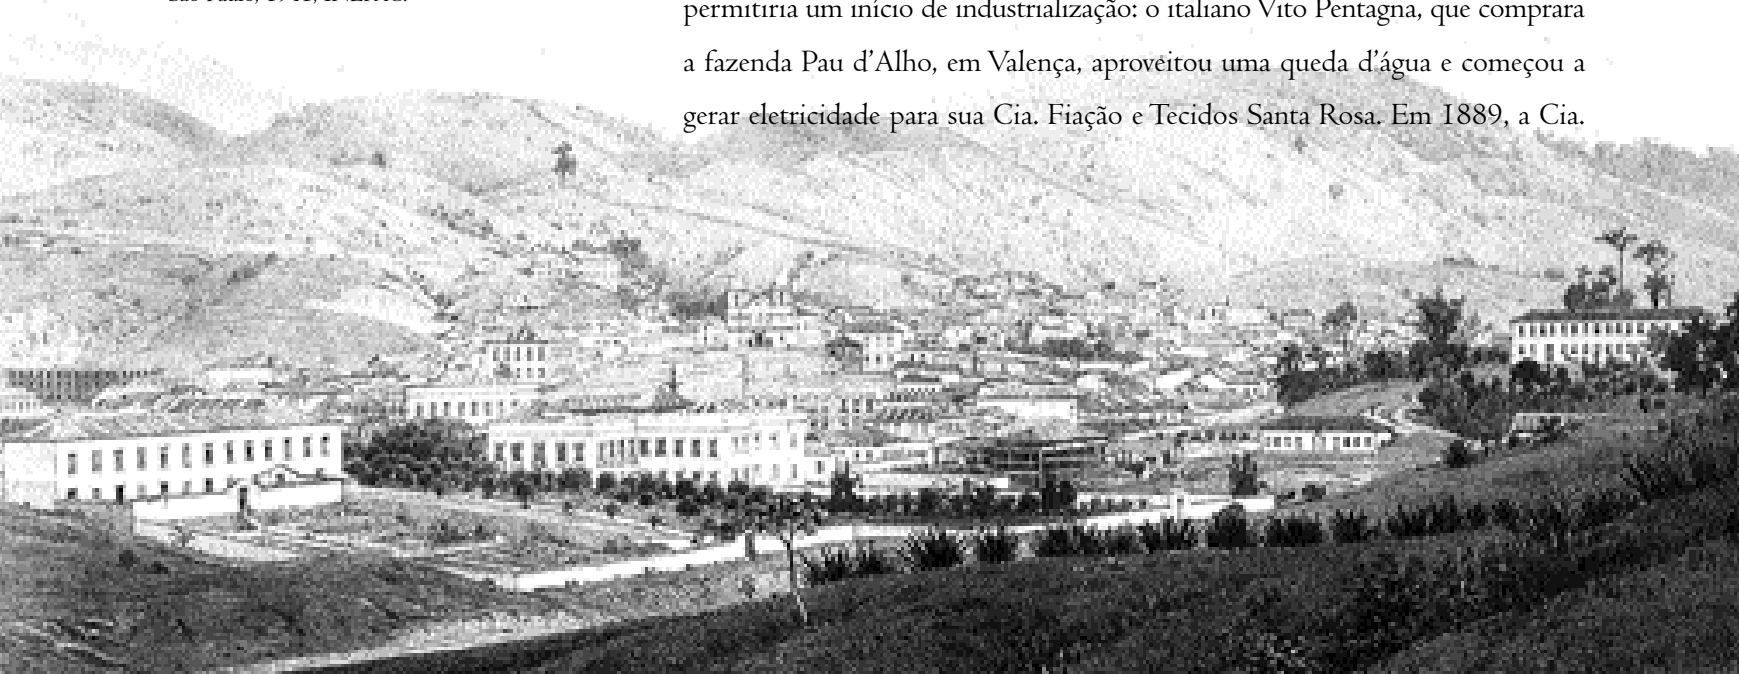 permitiria um início de industrialização: o italiano Vito Pentagna, que comprara
a fazenda Pau d’Alho, em Valença, aproveitou uma queda d’água e começou a
gerar eletricidade para sua Cia. Fiação e Tecidos Santa Rosa. Em 1889, a Cia.